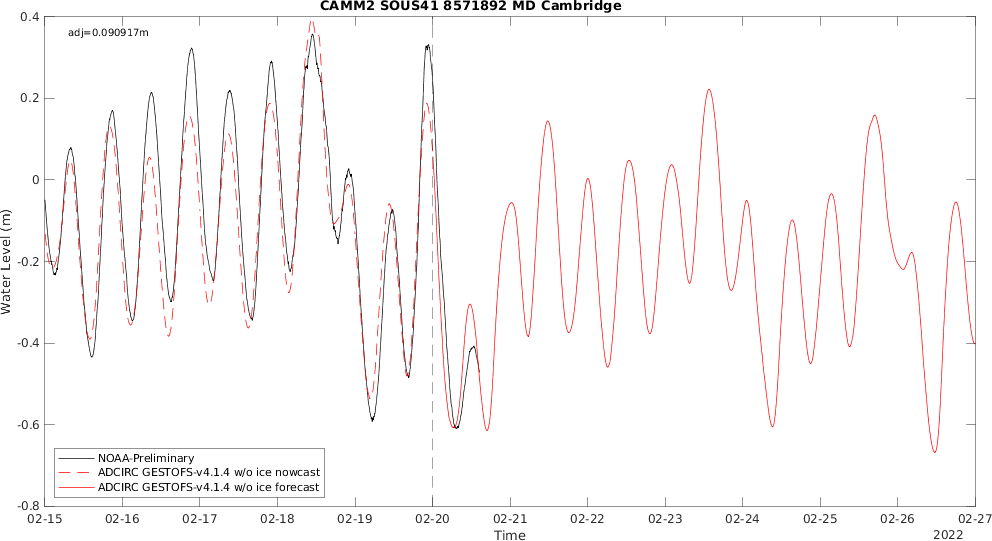 CAMM2 SOUS41 8571892 MD Cambridge
adj=0.090917m
0.4
0.2
0
-0.2
-0.4
-0.6
-0.8
Water Level (m)
NOAA-Preliminary
ADCIRC GESTOFS-v4.1.4 w/o ice nowcast
ADCIRC GESTOFS-v4.1.4 w/o ice forecast
02-15 02-16 02-17 02-18 02-19 02-20 02-21 02-22 02-23 02-24 02-25 02-26 02-27
Time
2022